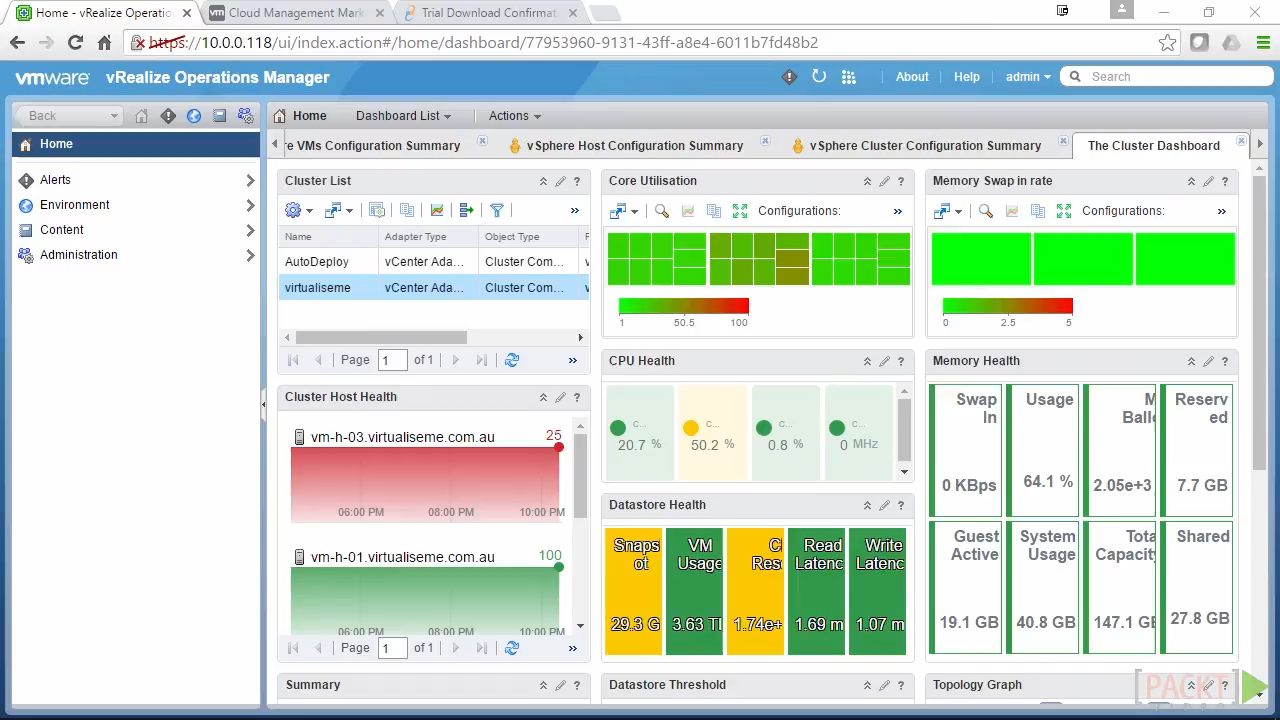 Home - vRealize Operations
Cloud Management Mark
Trial Download Confirmat
https://10.0.0.118/ui/index.action#/home/dashboard/77953960-9131-43ff-a8e4-6011b7fd48b2
vmware vRealize Operations Manager
About
Help
admin
Search
Back
Home
Dashboard List
Actions
Home
Alerts
Environment
Content
Administration
re VMs Configuration Summary
vSphere Host Configuration Summary
vSphere Cluster Configuration Summary
The Cluster Dashboard
Cluster List
Name Adapter Type Object Type
AutoDeploy vCenter Ada... Cluster Com...
virtualiseme vCenter Ada... Cluster Com...
Page 1 of 1
Cluster Host Health
vm-h-03.virtualiseme.com.au 25
06:00 PM 08:00 PM 10:00 PM
vm-h-01.virtualiseme.com.au 100
06:00 PM 08:00 PM 10:00 PM
Page 1 of 1
Summary
Core Utilisation
Configurations:
1 50.5 100
CPU Health
c... c... c... c...
20.7 % 50.2 % 0.8 % 0 MHz
Datastore Health
Snaps
ot
29.3 G
VM
Usage
3.63 TB
C
Res
1.74e+
Read
Latenc
1.69 m
Write
Latenc
1.07 m
Datastore Threshold
Memory Swap in rate
Configurations:
0 2.5 5
Memory Health
Swap
In
0 KBps
Usage
64.1 %
M
Ballo
2.05e+3
Reserv
ed
7.7 GB
Guest
Active
19.1 GB
System
Usage
40.8 GB
Tota
Capacity
147.1 GB
Shared
27.8 GB
Topology Graph
PACKT